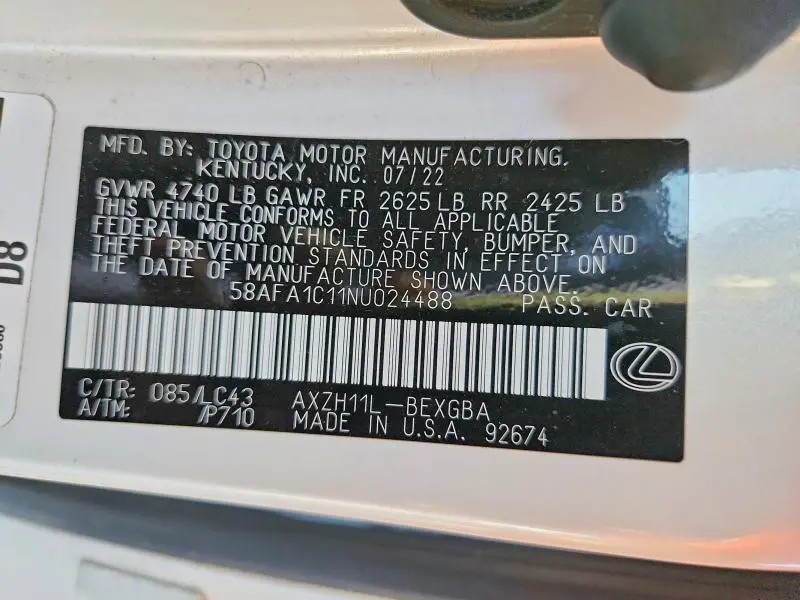 MFD. BY: TOYOTA MOTOR MANUFACTURING,
KENTUCKY, INC. 07/22
GVWR 4740 LB GAWR FR 2625 LB RR 2425 LB
THIS VEHICLE CONFORMS TO ALL APPLICABLE
FEDERAL MOTOR VEHICLE SAFETY, BUMPER, AND
THEFT PREVENTION STANDARDS IN EFFECT ON
THE DATE OF MANUFACTURE SHOWN ABOVE.
58AFA1C11NU024488 PASS. CAR
C/TR: 085/LC43 AXZH11L-BEXGBA
A/TM: /P710 MADE IN U.S.A. 92674
D8